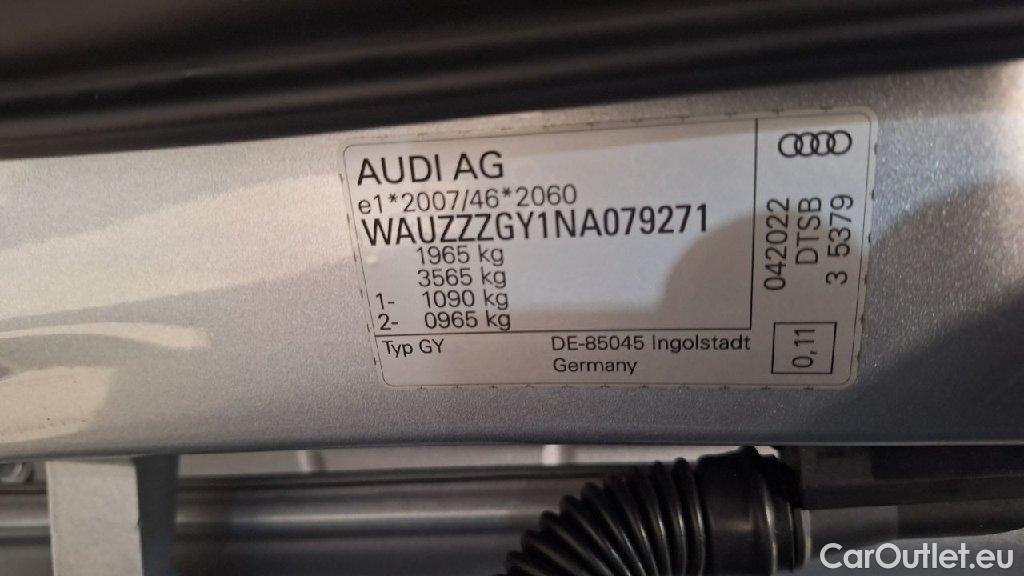 AUDI AG
e1*2007/46*2060
WAUZZZGY1NA079271
1965 kg
3565 kg
1- 1090 kg
2- 0965 kg
Typ GY DE-85045 Ingolstadt
Germany
042022
DTSB
3 5379
0,11
CarOutlet.eu